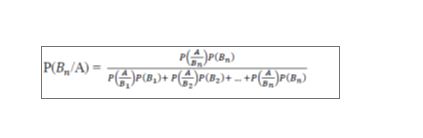 P(Bₙ/A) = P(A/Bₙ)P(Bₙ) / P(A/B₁)P(B₁)+ P(A/B₂)P(B₂)+ ... +P(A/Bₙ)P(Bₙ)